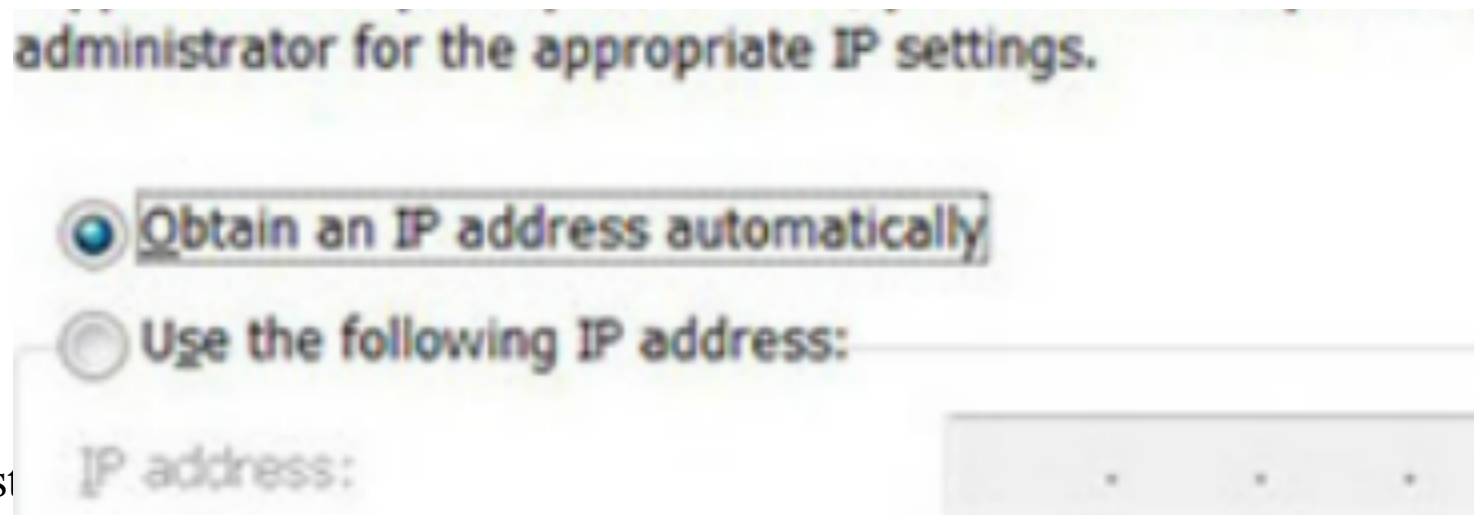 administrator for the appropriate IP settings.
Obtain an IP address automatically
Use the following IP address:
IP address: . . .